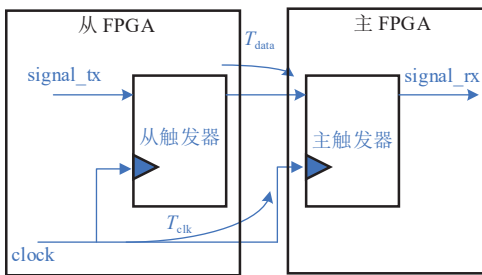 从 FPGA
主 FPGA
T_data
signal_tx
signal_rx
从触发器
主触发器
T_clk
clock